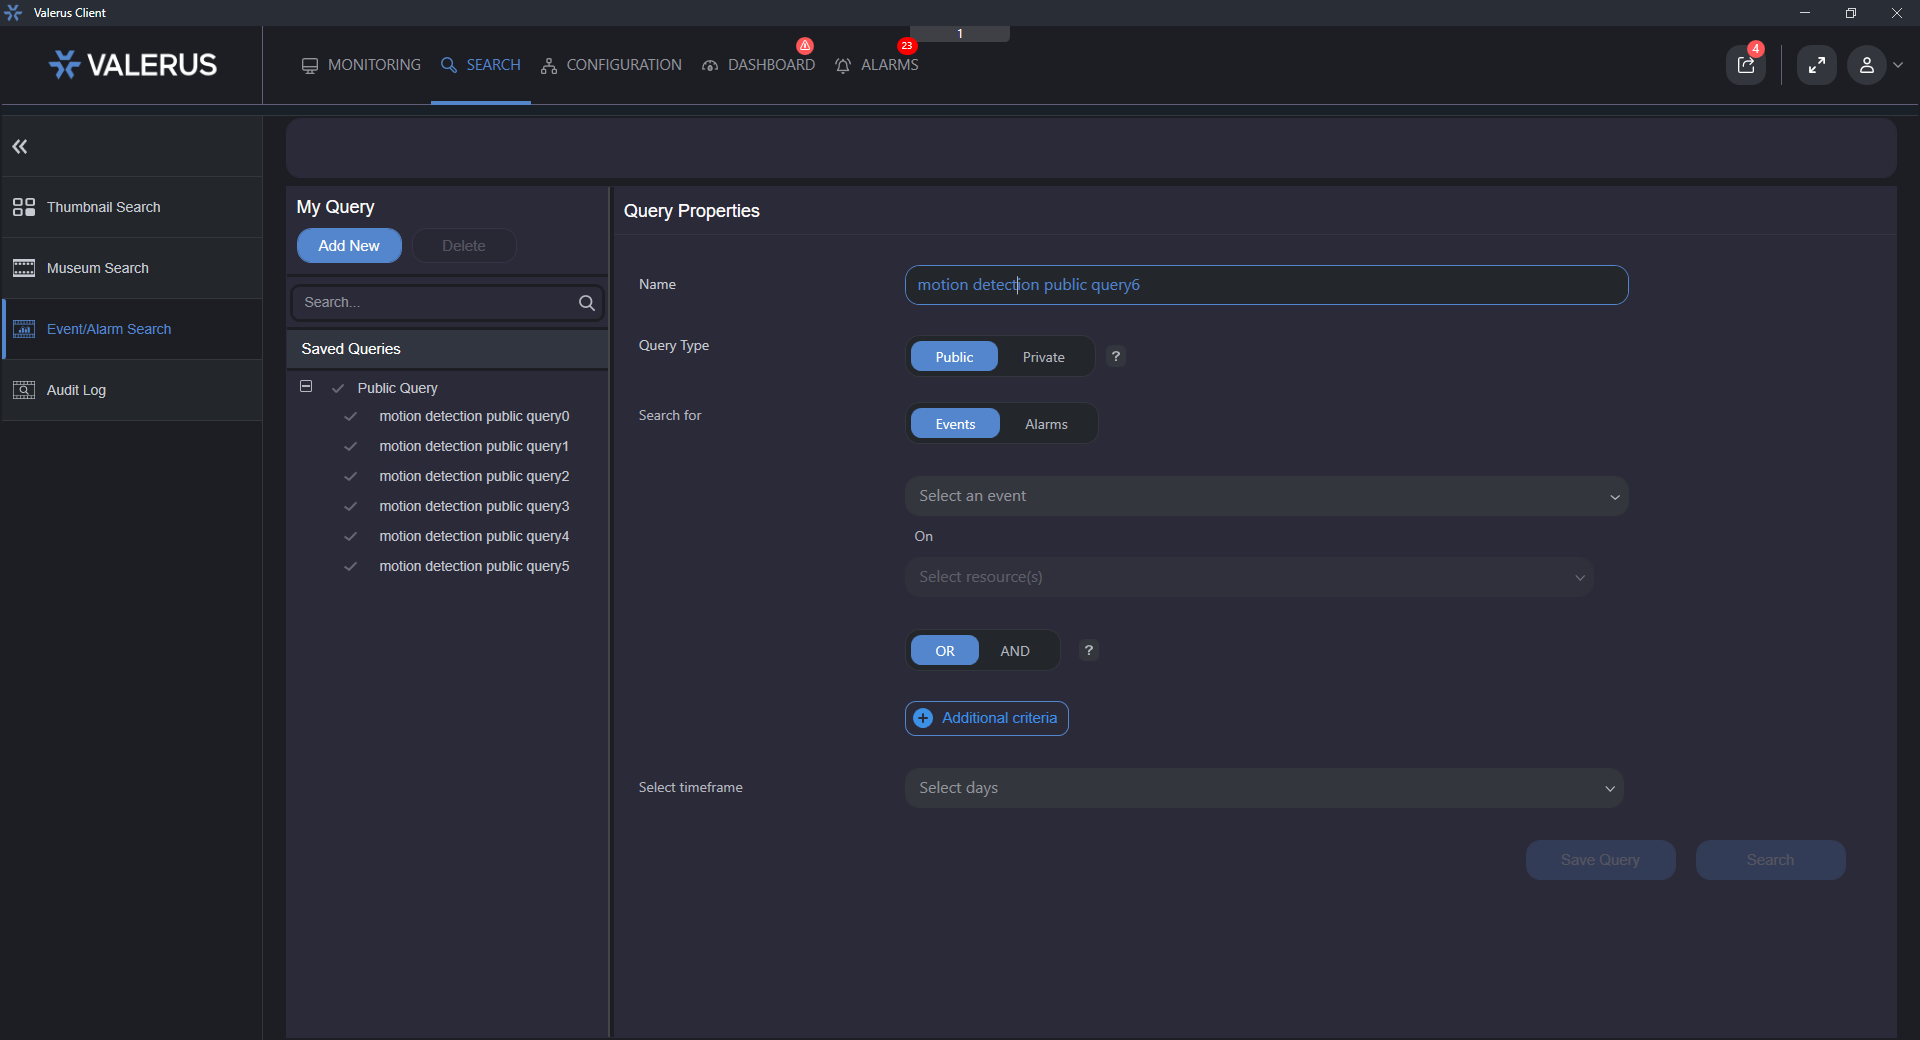 Valerus Client
1
VALERUS
MONITORING
SEARCH
CONFIGURATION
DASHBOARD
23
ALARMS
4
Thumbnail Search
Museum Search
Event/Alarm Search
Audit Log
My Query
Add New
Delete
Search...
Saved Queries
Public Query
motion detection public query0
motion detection public query1
motion detection public query2
motion detection public query3
motion detection public query4
motion detection public query5
Query Properties
Name
motion detection public query6
Query Type
Public
Private
?
Search for
Events
Alarms
Select an event
On
Select resource(s)
OR
AND
?
Additional criteria
Select timeframe
Select days
Save Query
Search